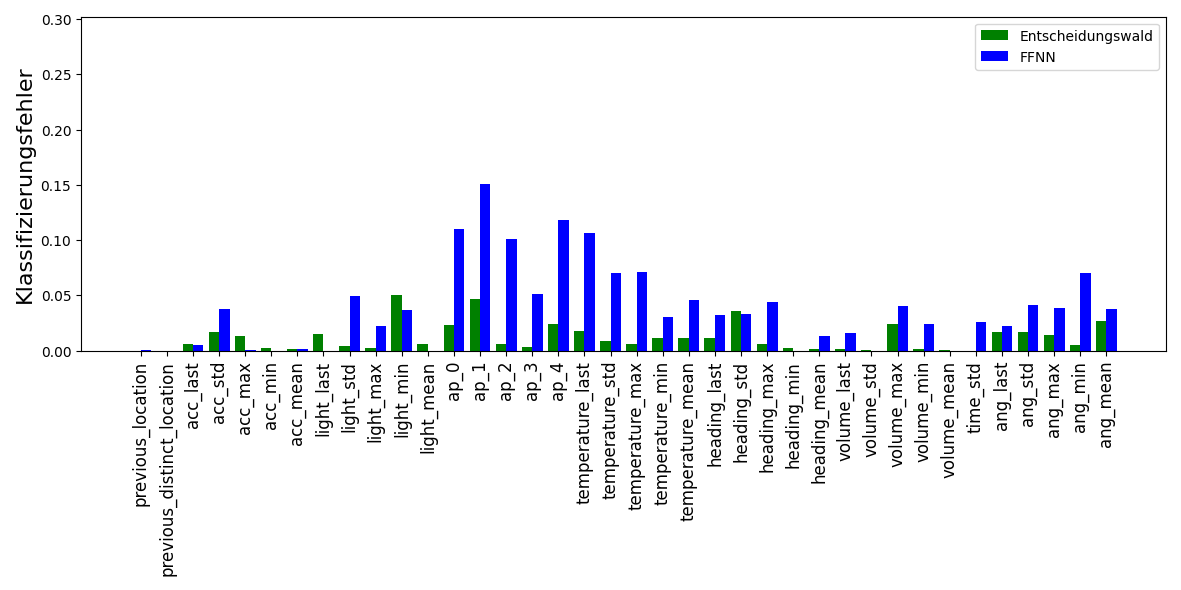 Klassifizierungsfehler
0.30
0.25
0.20
0.15
0.10
0.05
0.00
Entscheidungswald
FFNN
previous_location
previous_distinct_location
acc_last
acc_std
acc_max
acc_min
acc_mean
light_last
light_std
light_max
light_min
light_mean
ap_0
ap_1
ap_2
ap_3
ap_4
temperature_last
temperature_std
temperature_max
temperature_min
temperature_mean
heading_last
heading_std
heading_max
heading_min
heading_mean
volume_last
volume_std
volume_max
volume_min
volume_mean
time_std
ang_last
ang_std
ang_max
ang_min
ang_mean